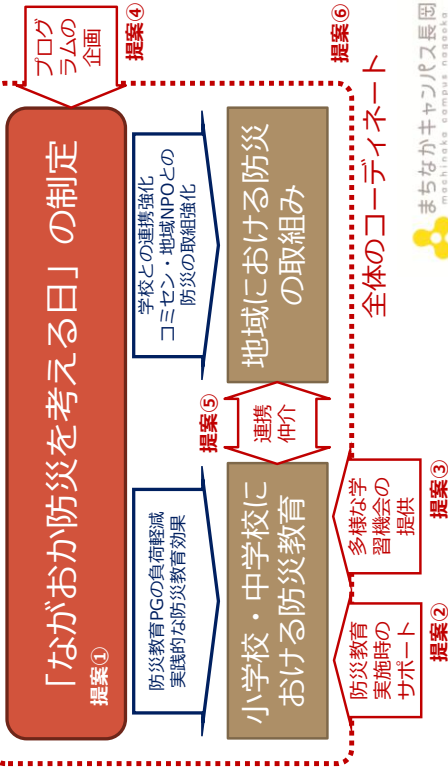 「ながおか防災を考える日」の制定
提案①
プログ
ラムの
企画
提案④
防災教育PGの負荷軽減
実践的な防災教育効果
学校との連携強化
コミセン・地域NPOとの
防災の取組強化
小学校・中学校に
おける防災教育
提案⑤
連携
仲介
地域における防災
の取組み
防災教育
実施時の
サポート
提案②
多様な学
習機会の
提供
提案③
全体のコーディネート
提案⑥
まちなかキャンパス長岡
machinaka campus nagaoka